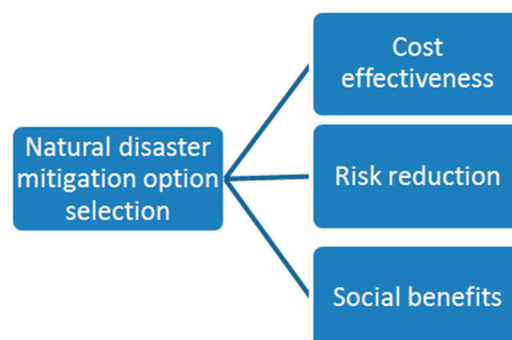 Cost
effectiveness
Natural disaster
mitigation option
selection
Risk reduction
Social benefits